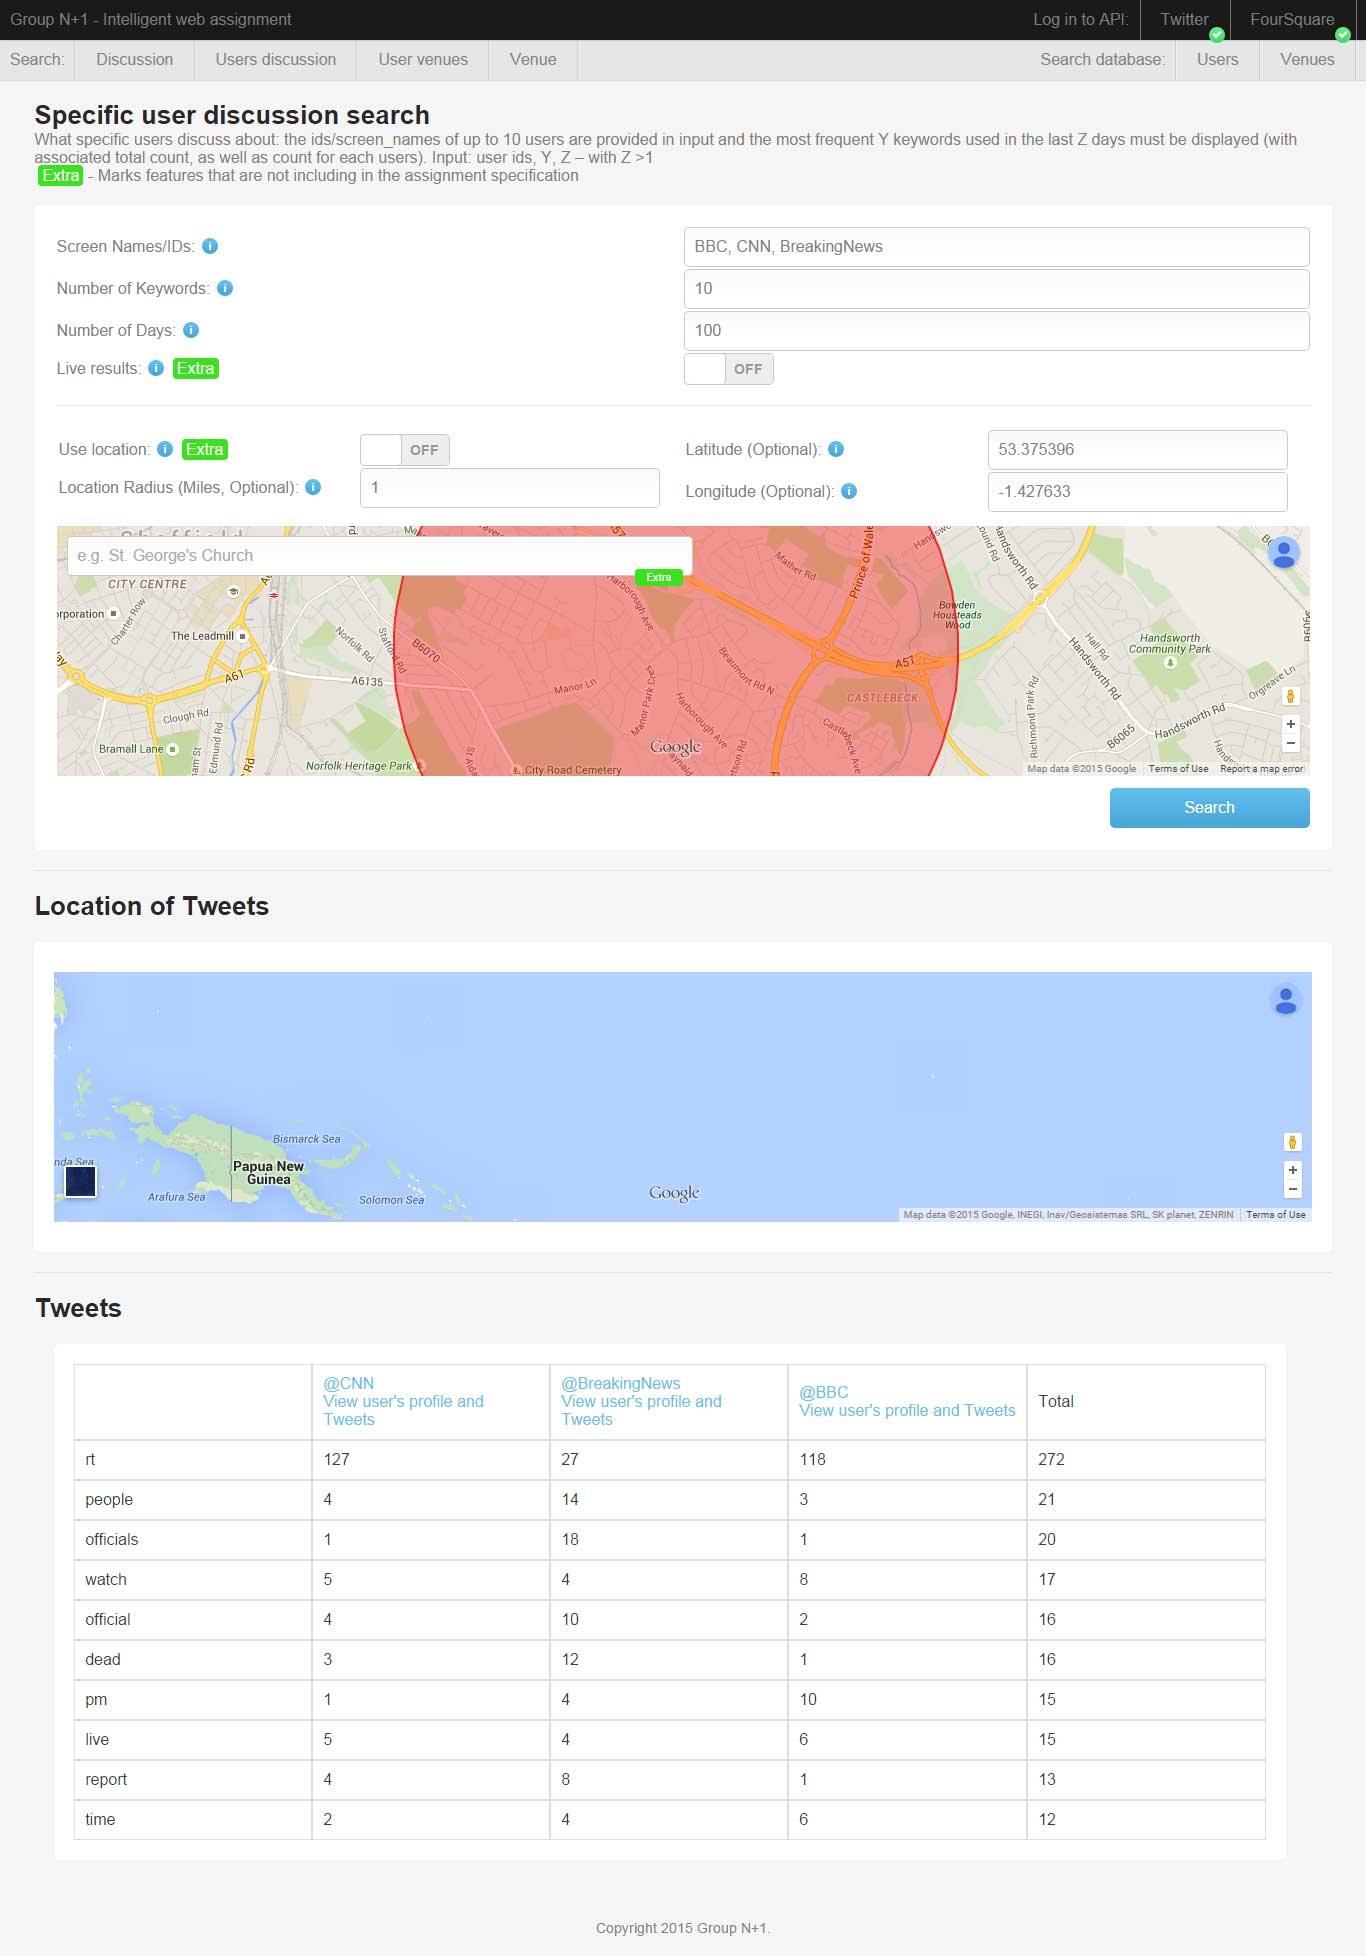 Group N+1 - Intelligent web assignment
Log in to API: Twitter FourSquare
Search: Discussion Users discussion User venues Venue
Search database: Users Venues
Specific user discussion search
What specific users discuss about: the ids/screen_names of up to 10 users are provided in input and the most frequent Y keywords used in the last Z days must be displayed (with
associated total count, as well as count for each users). Input: user ids, Y, Z – with Z >1
Extra - Marks features that are not including in the assignment specification
Screen Names/IDs: BBC, CNN, BreakingNews
Number of Keywords: 10
Number of Days: 100
Live results: Extra OFF
Use location: Extra OFF
Latitude (Optional): 53.375396
Location Radius (Miles, Optional): 1
Longitude (Optional): -1.427633
e.g. St. George's Church
Extra
CITY CENTRE
Charter Row
The Leadmill
Norfolk Rd
Stafford Rd
B6070
A6135
A61
Clough Rd
Bramall Lane
Edmund Rd
Norfolk Heritage Park
City Road Cemetery
Manor Ln
Harborough Ave
Harborough Ave
Beaumont Rd N
Mather Rd
Prince of Wale
A57
CASTLEBECK
Castlebeck Ave
Bowden
Housteads
Wood
Handsworth Rd
Handsworth Rd
Handsworth Rd
Hall Rd
Handsworth
Community Park
Orgreave Ln
Richmond Park Rd
B6065
Google
Map data ©2015 Google Terms of Use Report a map error
Search
Location of Tweets
Bismarck Sea
Papua New
Guinea
Arafura Sea
Solomon Sea
Google
Map data ©2015 Google, INEGI, Inav/Geosistemas SRL, SK planet, ZENRIN Terms of Use
Tweets
@CNN
View user's profile and
Tweets
@BreakingNews
View user's profile and
Tweets
@BBC
View user's profile and Tweets
Total
rt 127 27 118 272
people 4 14 3 21
officials 1 18 1 20
watch 5 4 8 17
official 4 10 2 16
dead 3 12 1 16
pm 1 4 10 15
live 5 4 6 15
report 4 8 1 13
time 2 4 6 12
Copyright 2015 Group N+1.